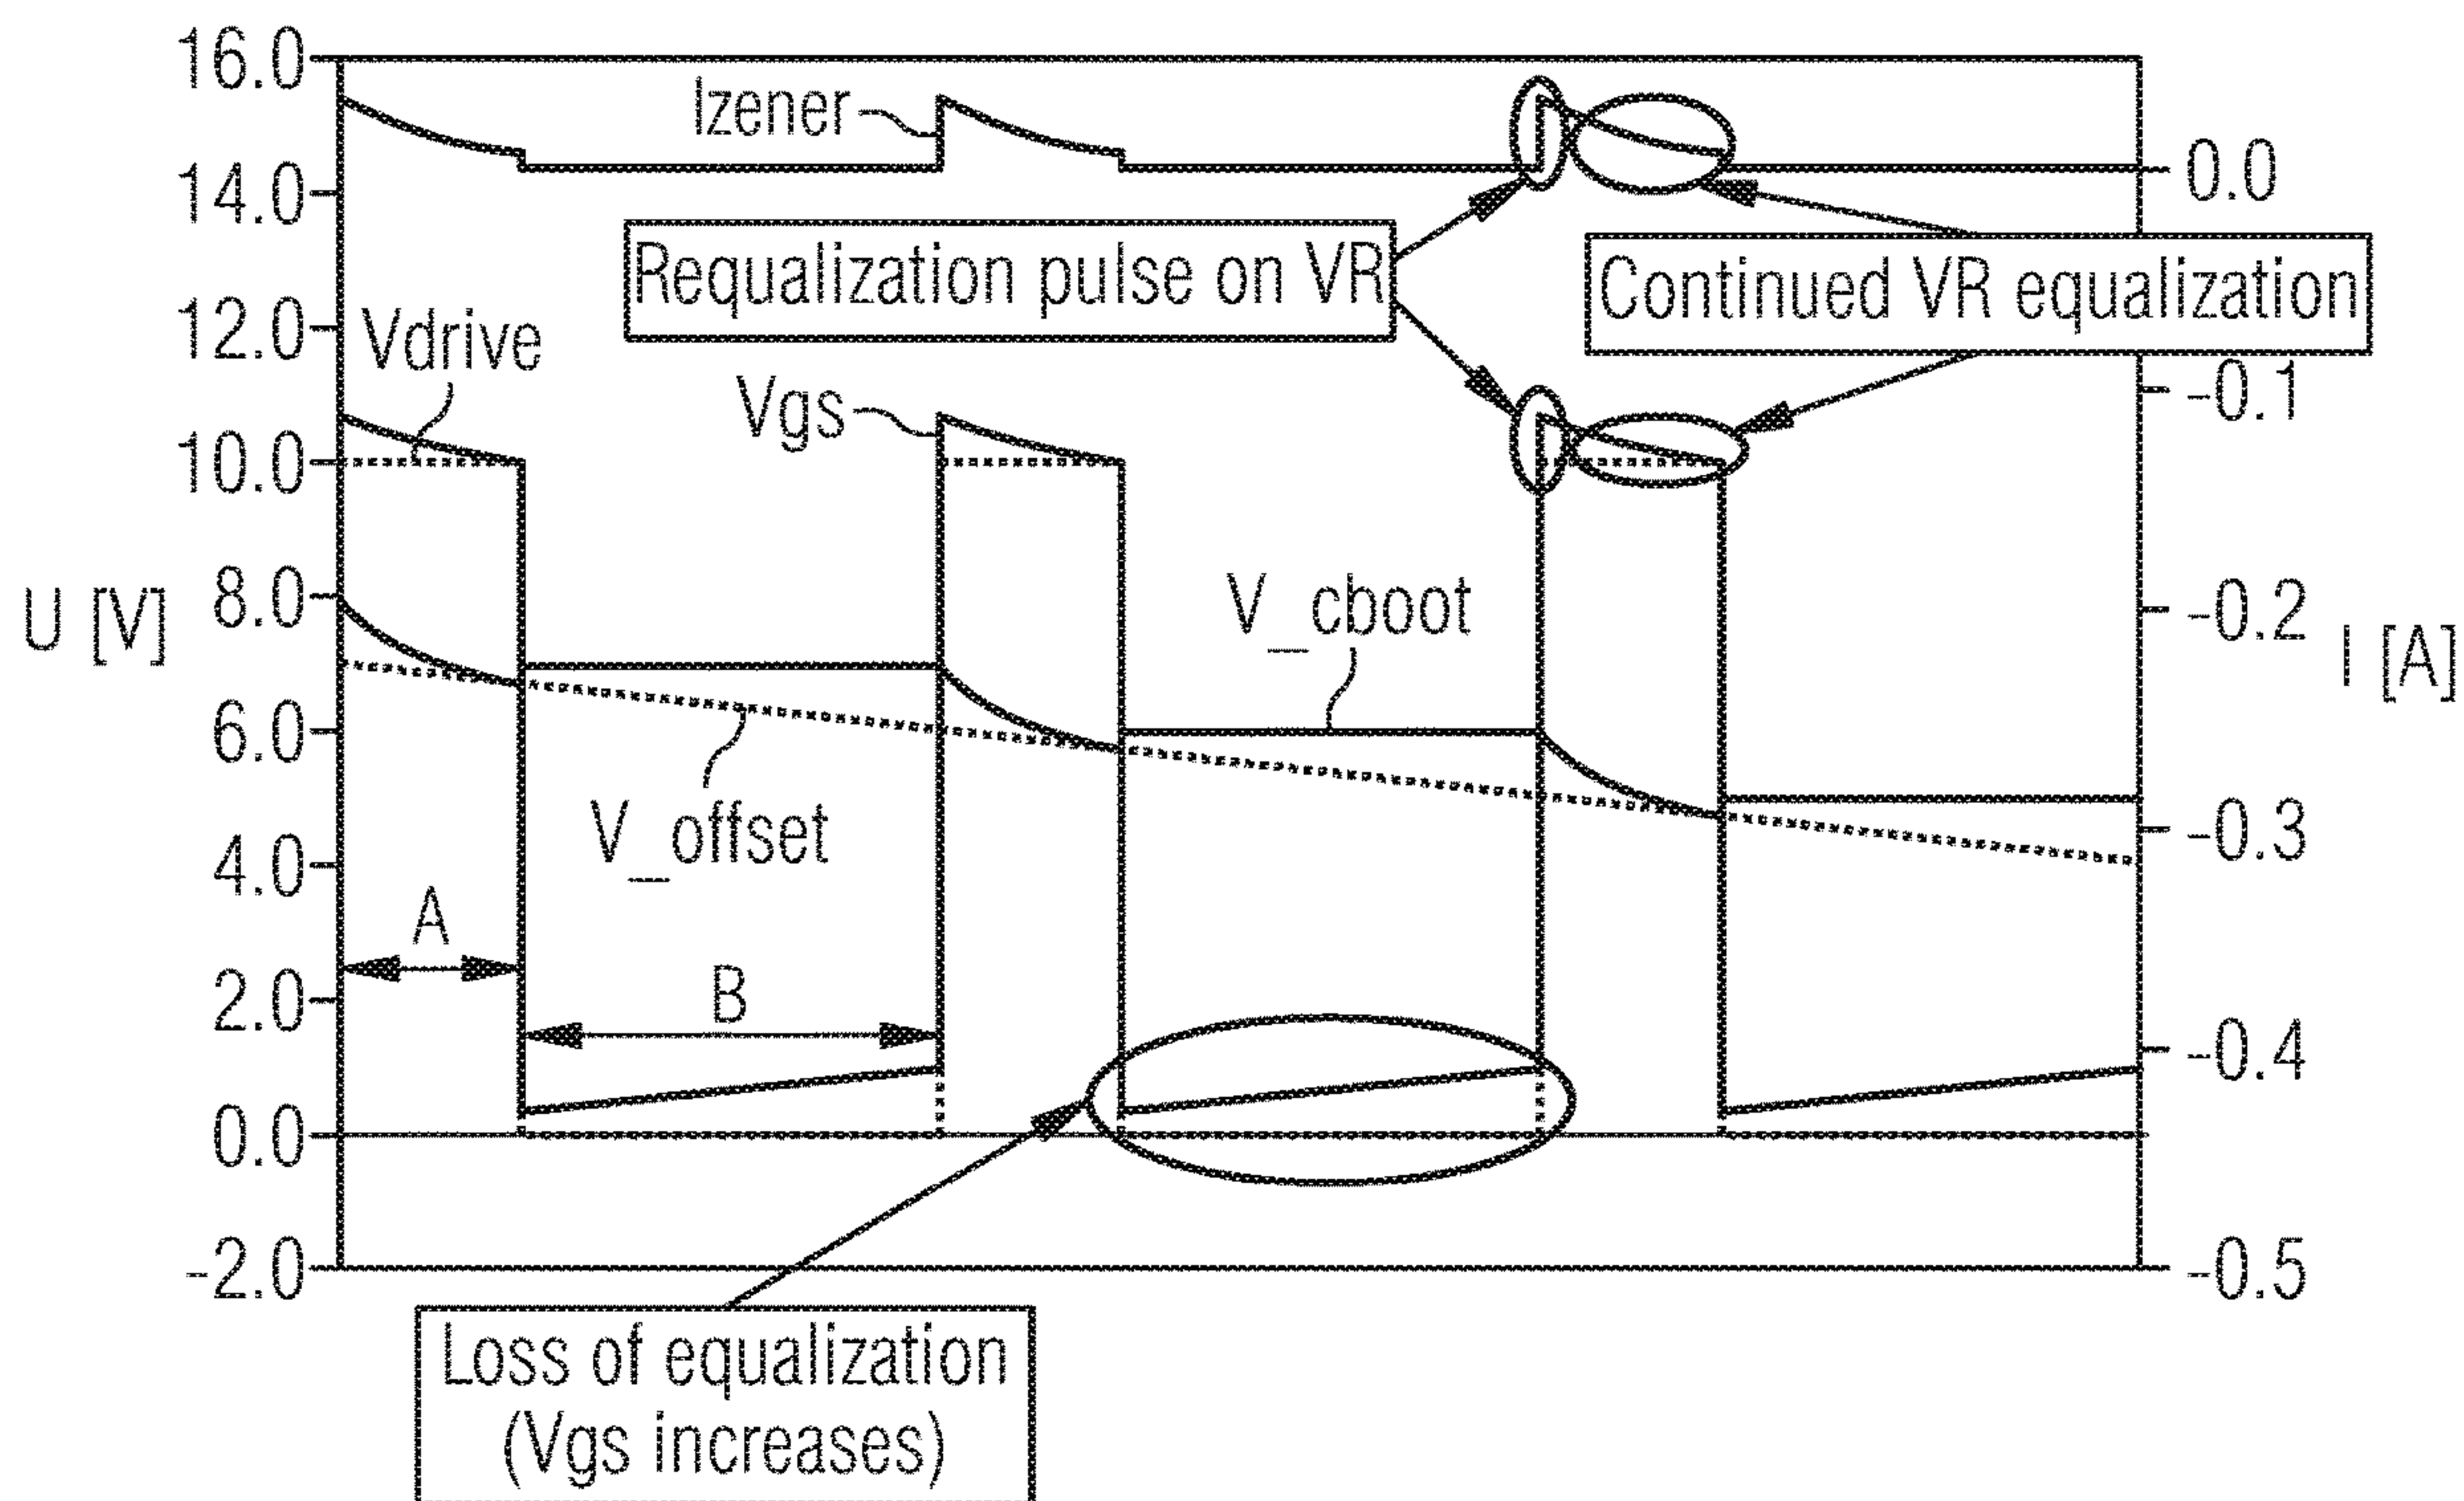 16.0
Izener
14.0
0.0
Requalization pulse on VR
Continued VR equalization
12.0
Vdrive
Vgs
-0.1
10.0
8.0
V_cboot
-0.2
U [V]
I [A]
6.0
V_offset
-0.3
4.0
A
2.0
B
-0.4
0.0
-2.0
-0.5
Loss of equalization
(Vgs increases)